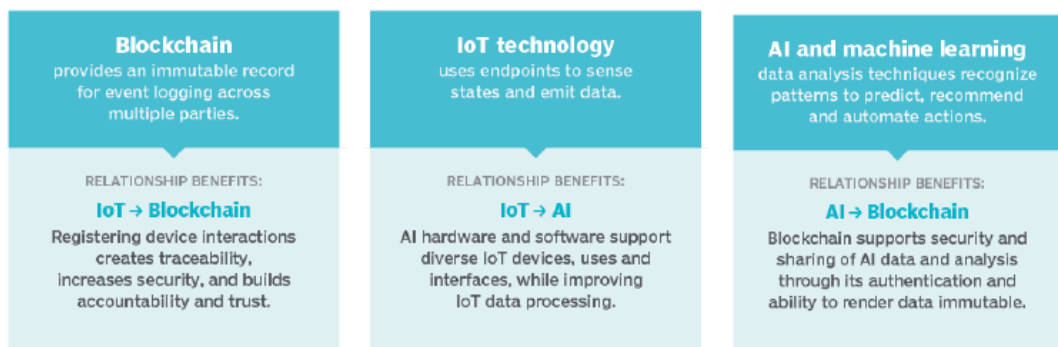 Blockchain
provides an immutable record
for event logging across
multiple parties.
RELATIONSHIP BENEFITS:
IoT → Blockchain
Registering device interactions
creates traceability,
increases security, and builds
accountability and trust.
IoT technology
uses endpoints to sense
states and emit data.
RELATIONSHIP BENEFITS:
IoT → AI
AI hardware and software support
diverse IoT devices, uses and
interfaces, while improving
IoT data processing.
AI and machine learning
data analysis techniques recognize
patterns to predict, recommend
and automate actions.
RELATIONSHIP BENEFITS:
AI → Blockchain
Blockchain supports security and
sharing of AI data and analysis
through its authentication and
ability to render data immutable.